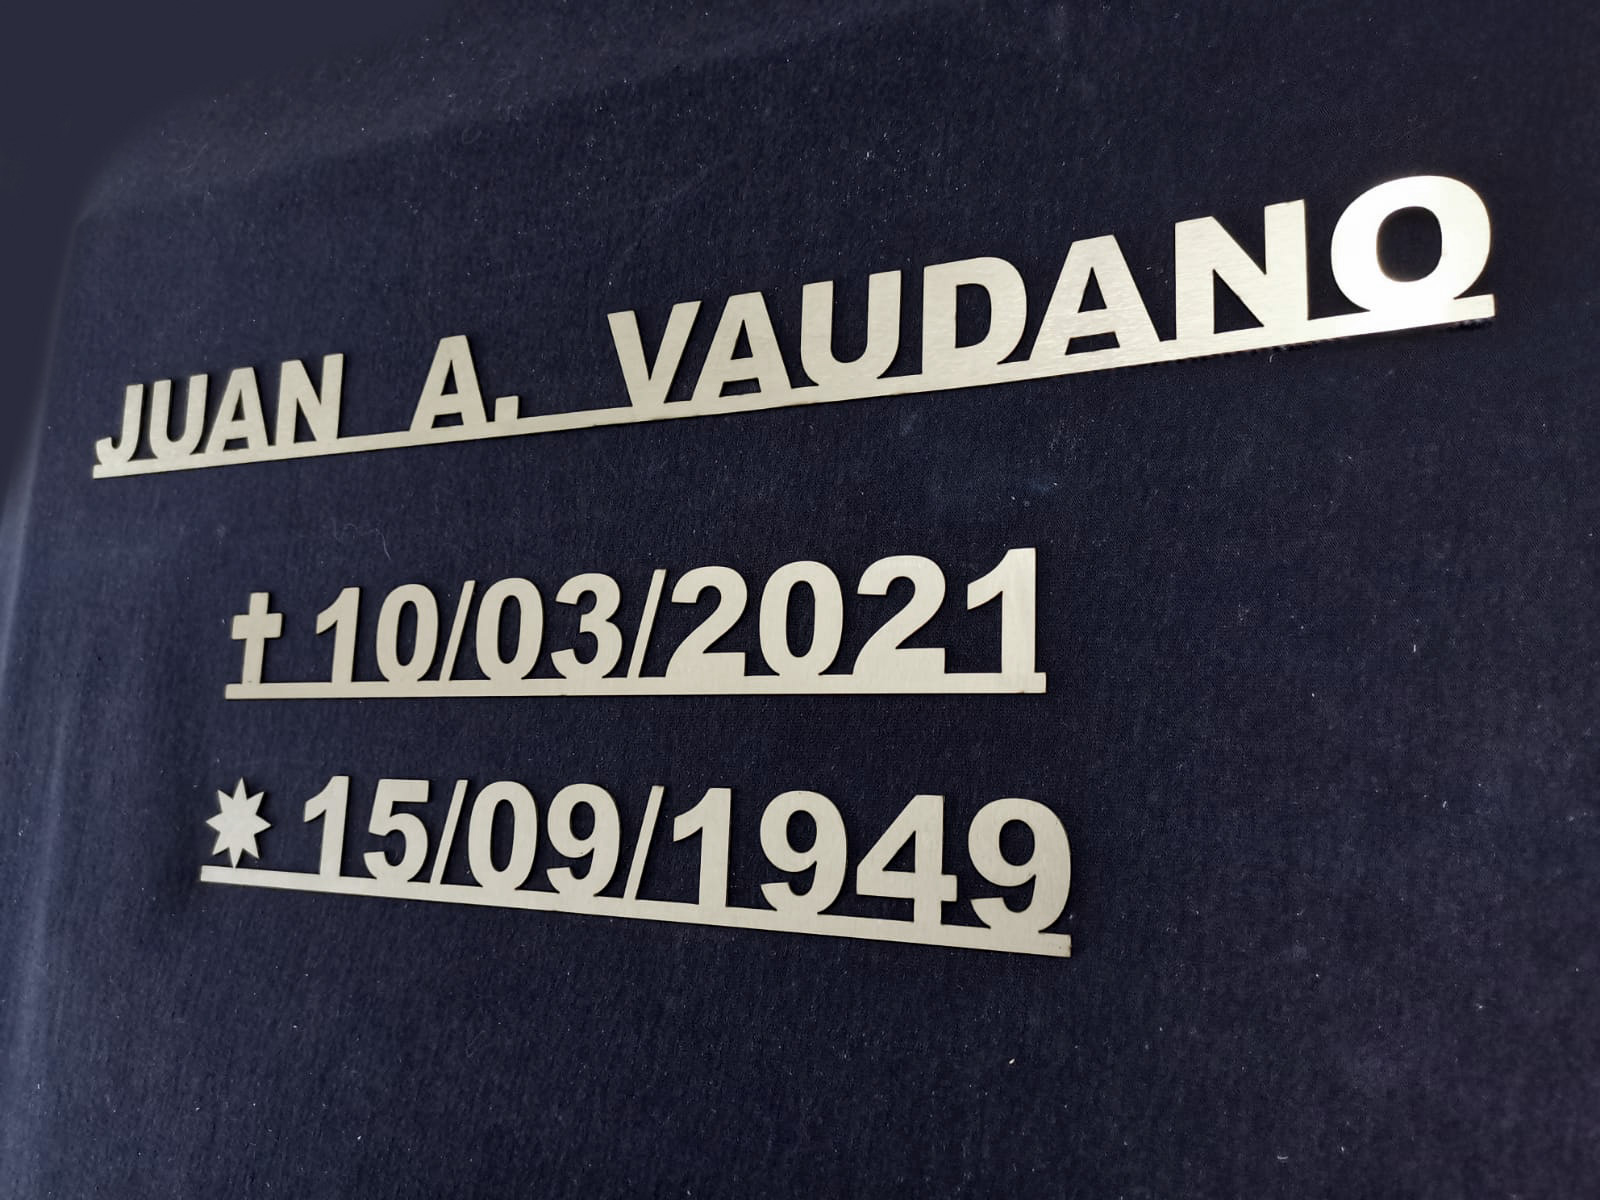 JUAN A. VAUDANO
✝ 10/03/2021
✸ 15/09/1949